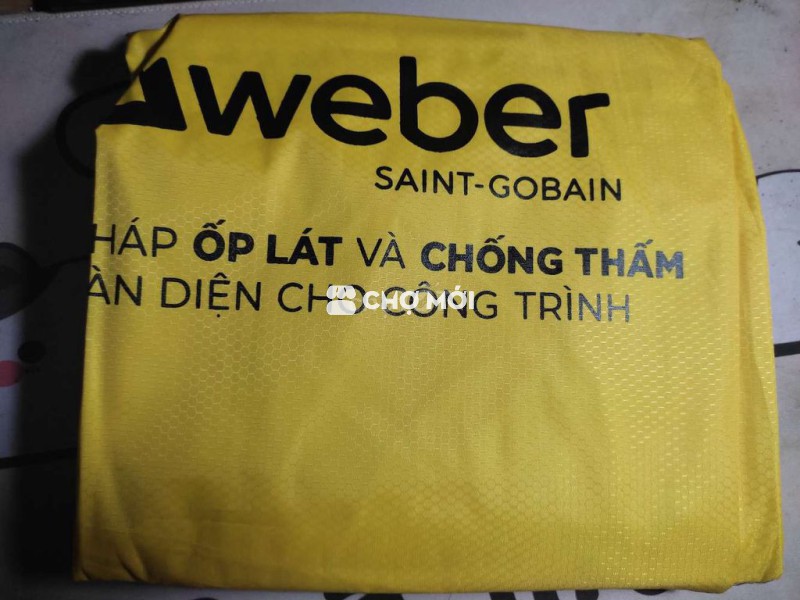 weber
SAINT-GOBAIN
HÁP ỐP LÁT VÀ CHỐNG THẤM
ÀN DIỆN CHO CÔNG TRÌNH
CHỢ MỚI